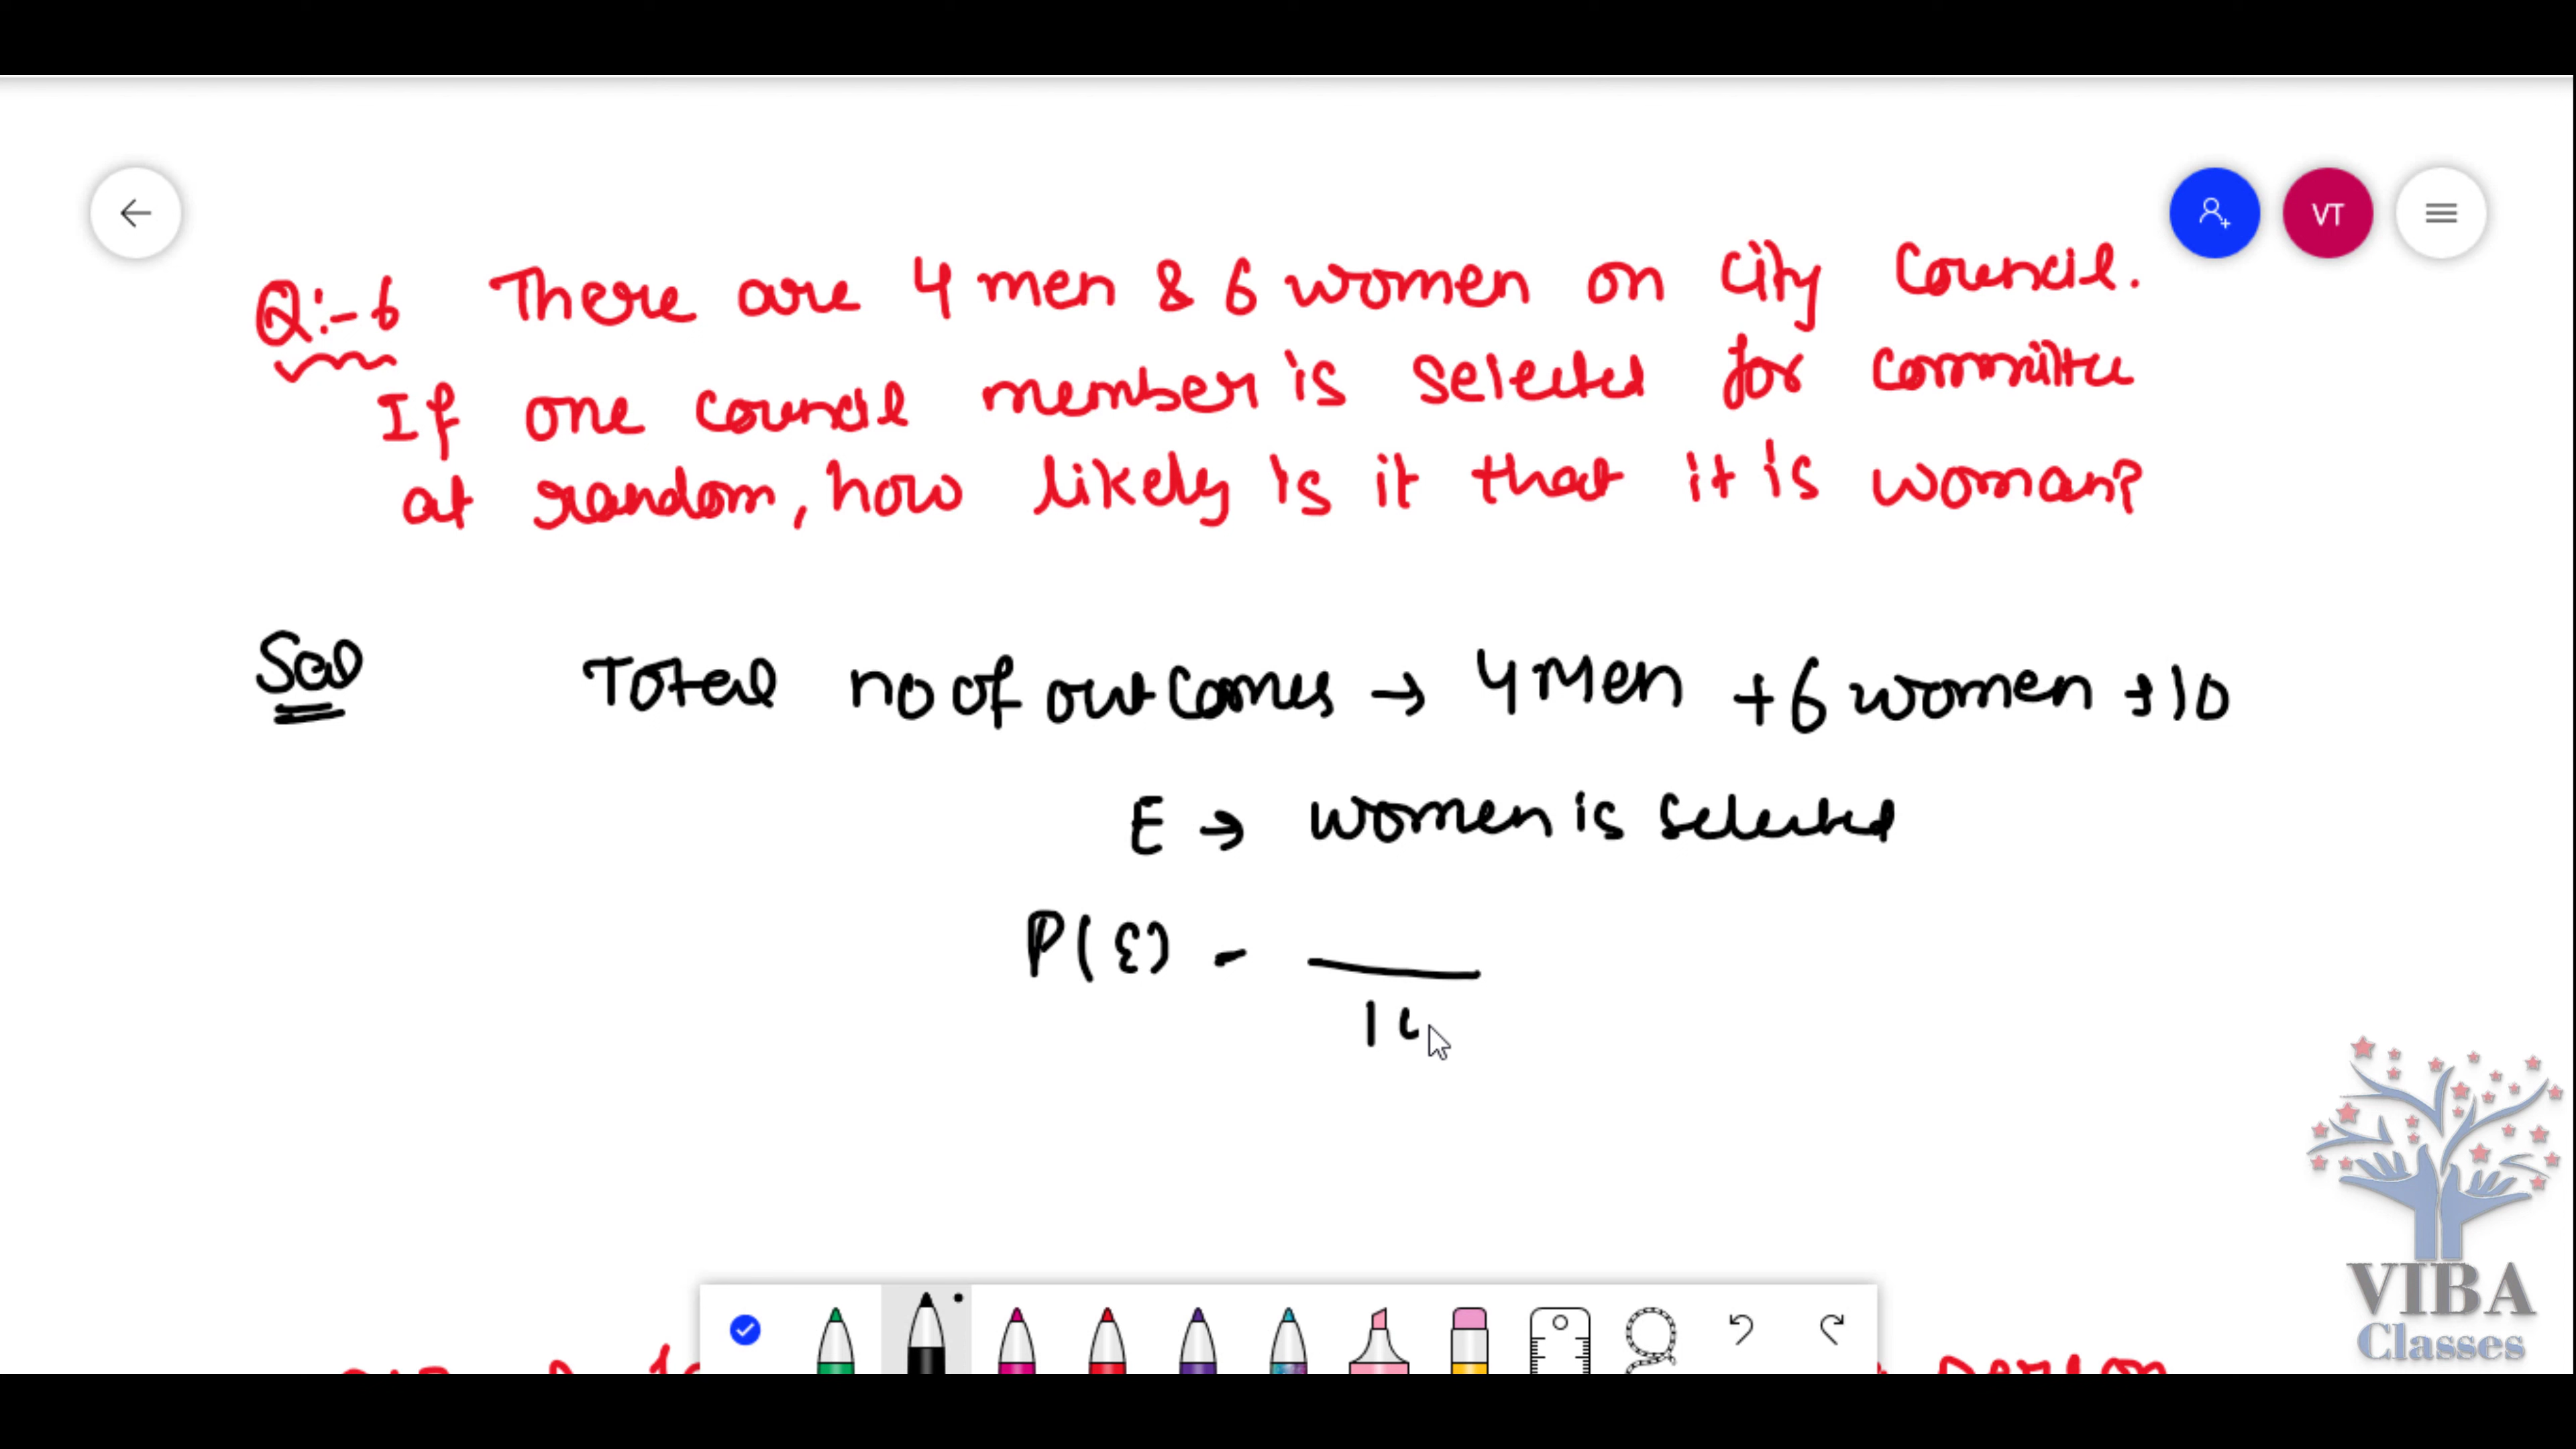 VT
Q:-6 There are 4 men & 6 women on City Council.
If one council member is selected for committee
at random, how likely is it that it is woman?
Sol Total no of outcomes → 4 Men + 6 women → 10
E → women is selected
P(E) -
10
person
VIBA
Classes